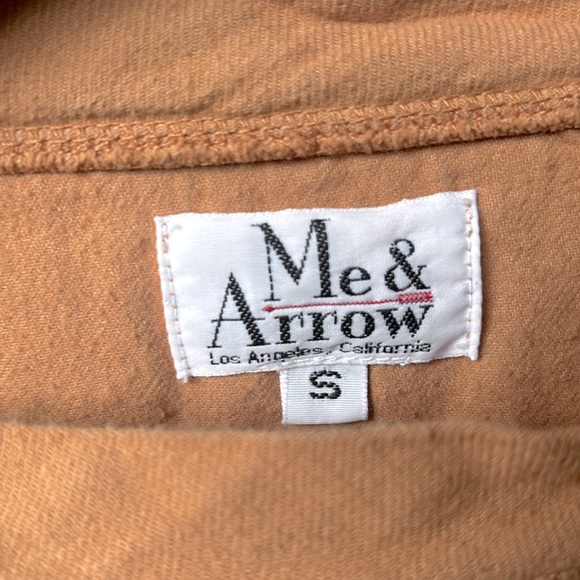 Me &
Arrow
Los Angeles, California
S